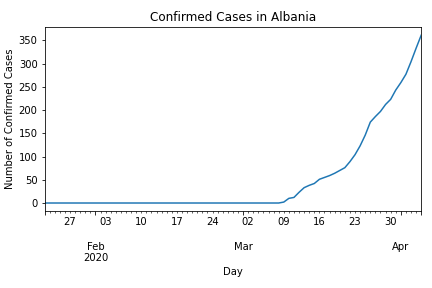 Confirmed Cases in Albania
Number of Confirmed Cases
350
300
250
200
150
100
50
0
27 03 10 17 24 02 09 16 23 30
Feb Mar Apr
2020
Day